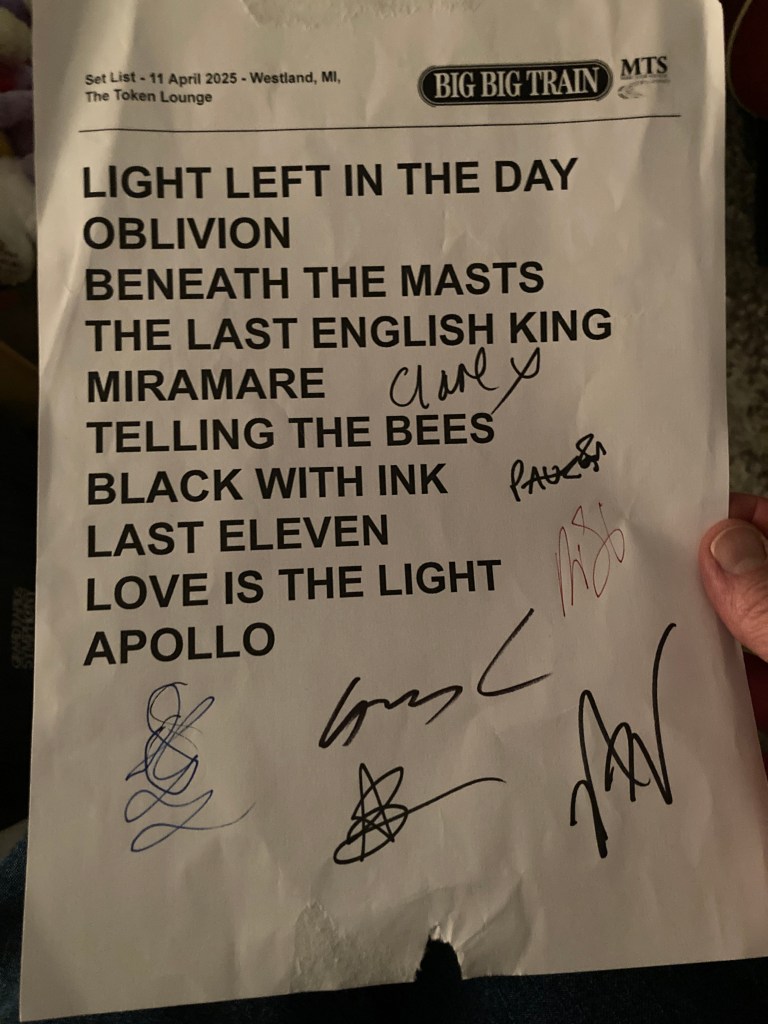 Set List - 11 April 2025 - Westland, MI,
The Token Lounge
BIG BIG TRAIN
MTS
LIGHT LEFT IN THE DAY
OBLIVION
BENEATH THE MASTS
THE LAST ENGLISH KING
MIRAMARE
Clare x
TELLING THE BEES
BLACK WITH INK
LAST ELEVEN
LOVE IS THE LIGHT
APOLLO